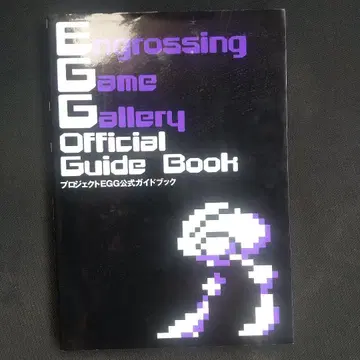 Engrossing
Game
Gallery
Official
Guide Book
プロジェクトEGG公式ガイドブック